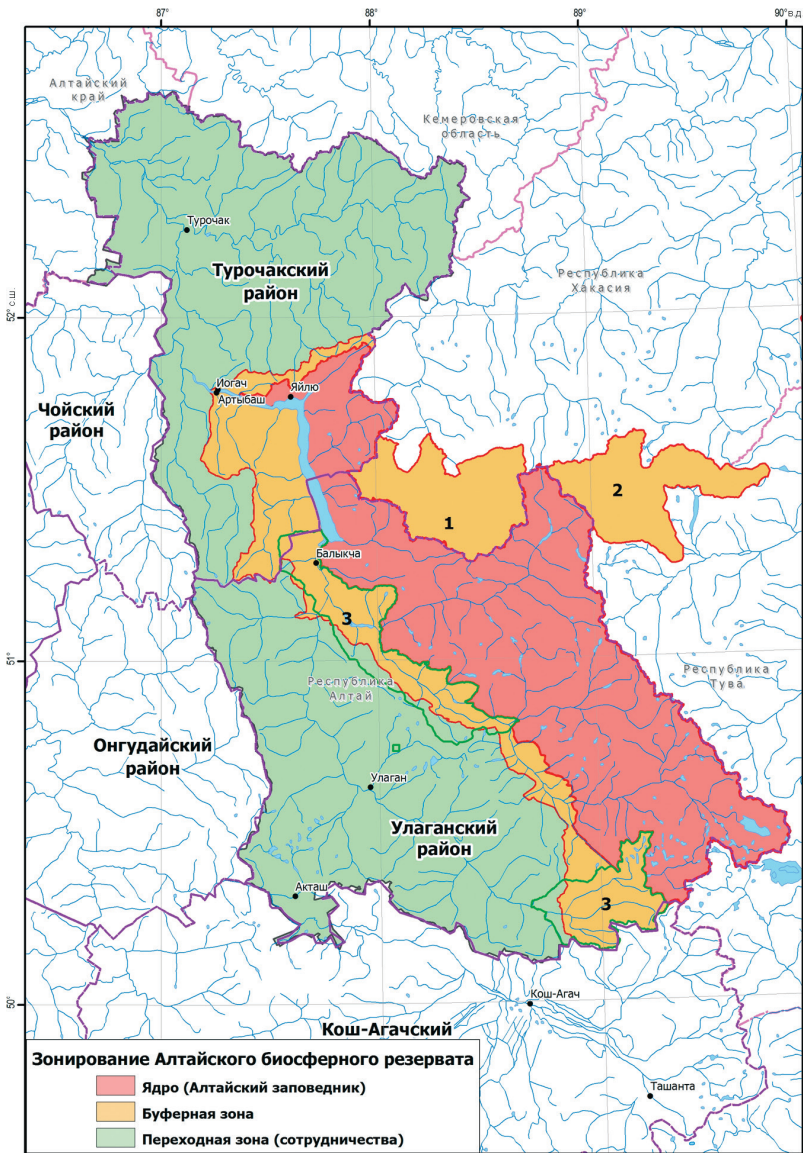 87°
88°
89°
90°в.д.
Алтайский
край
Кемеровская
область
Турочак
Турочакский
район
Республика
Хакасия
52° с.ш.
Иогач
Яйлю
Артыбаш
Чойский
район
1
2
Балыкча
3
51°
Республика
Алтай
Республика
Тува
Онгудайский
район
Улаган
Улаганский
район
Акташ
3
50°
Кош-Агач
Кош-Агачский
Зонирование Алтайского биосферного резервата
Ядро (Алтайский заповедник)
Ташанта
Буферная зона
Переходная зона (сотрудничества)